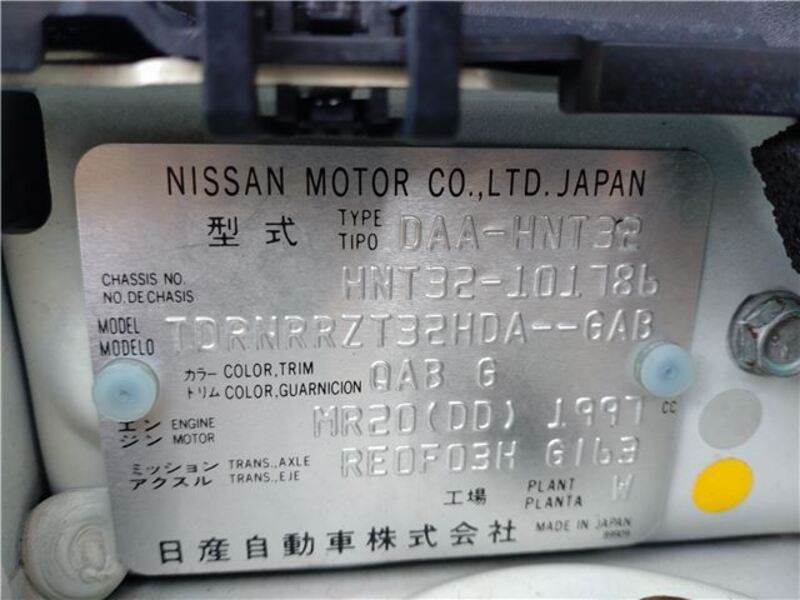 NISSAN MOTOR CO.,LTD. JAPAN
型式 TYPE TIPO DAA-HNT32
CHASSIS NO. NO. DE CHASIS HNT32-101786
MODEL MODELO TDRNRRZT32HDA--GAB
カラー COLOR,TRIM
トリム COLOR,GUARNICION QAB G
エンジン ENGINE MOTOR MR20(DD) 1997 CC
ミッション TRANS.,AXLE
アクスル TRANS.,EJE RE0F03H G163
工場 PLANT PLANTA W
日産自動車株式会社 MADE IN JAPAN